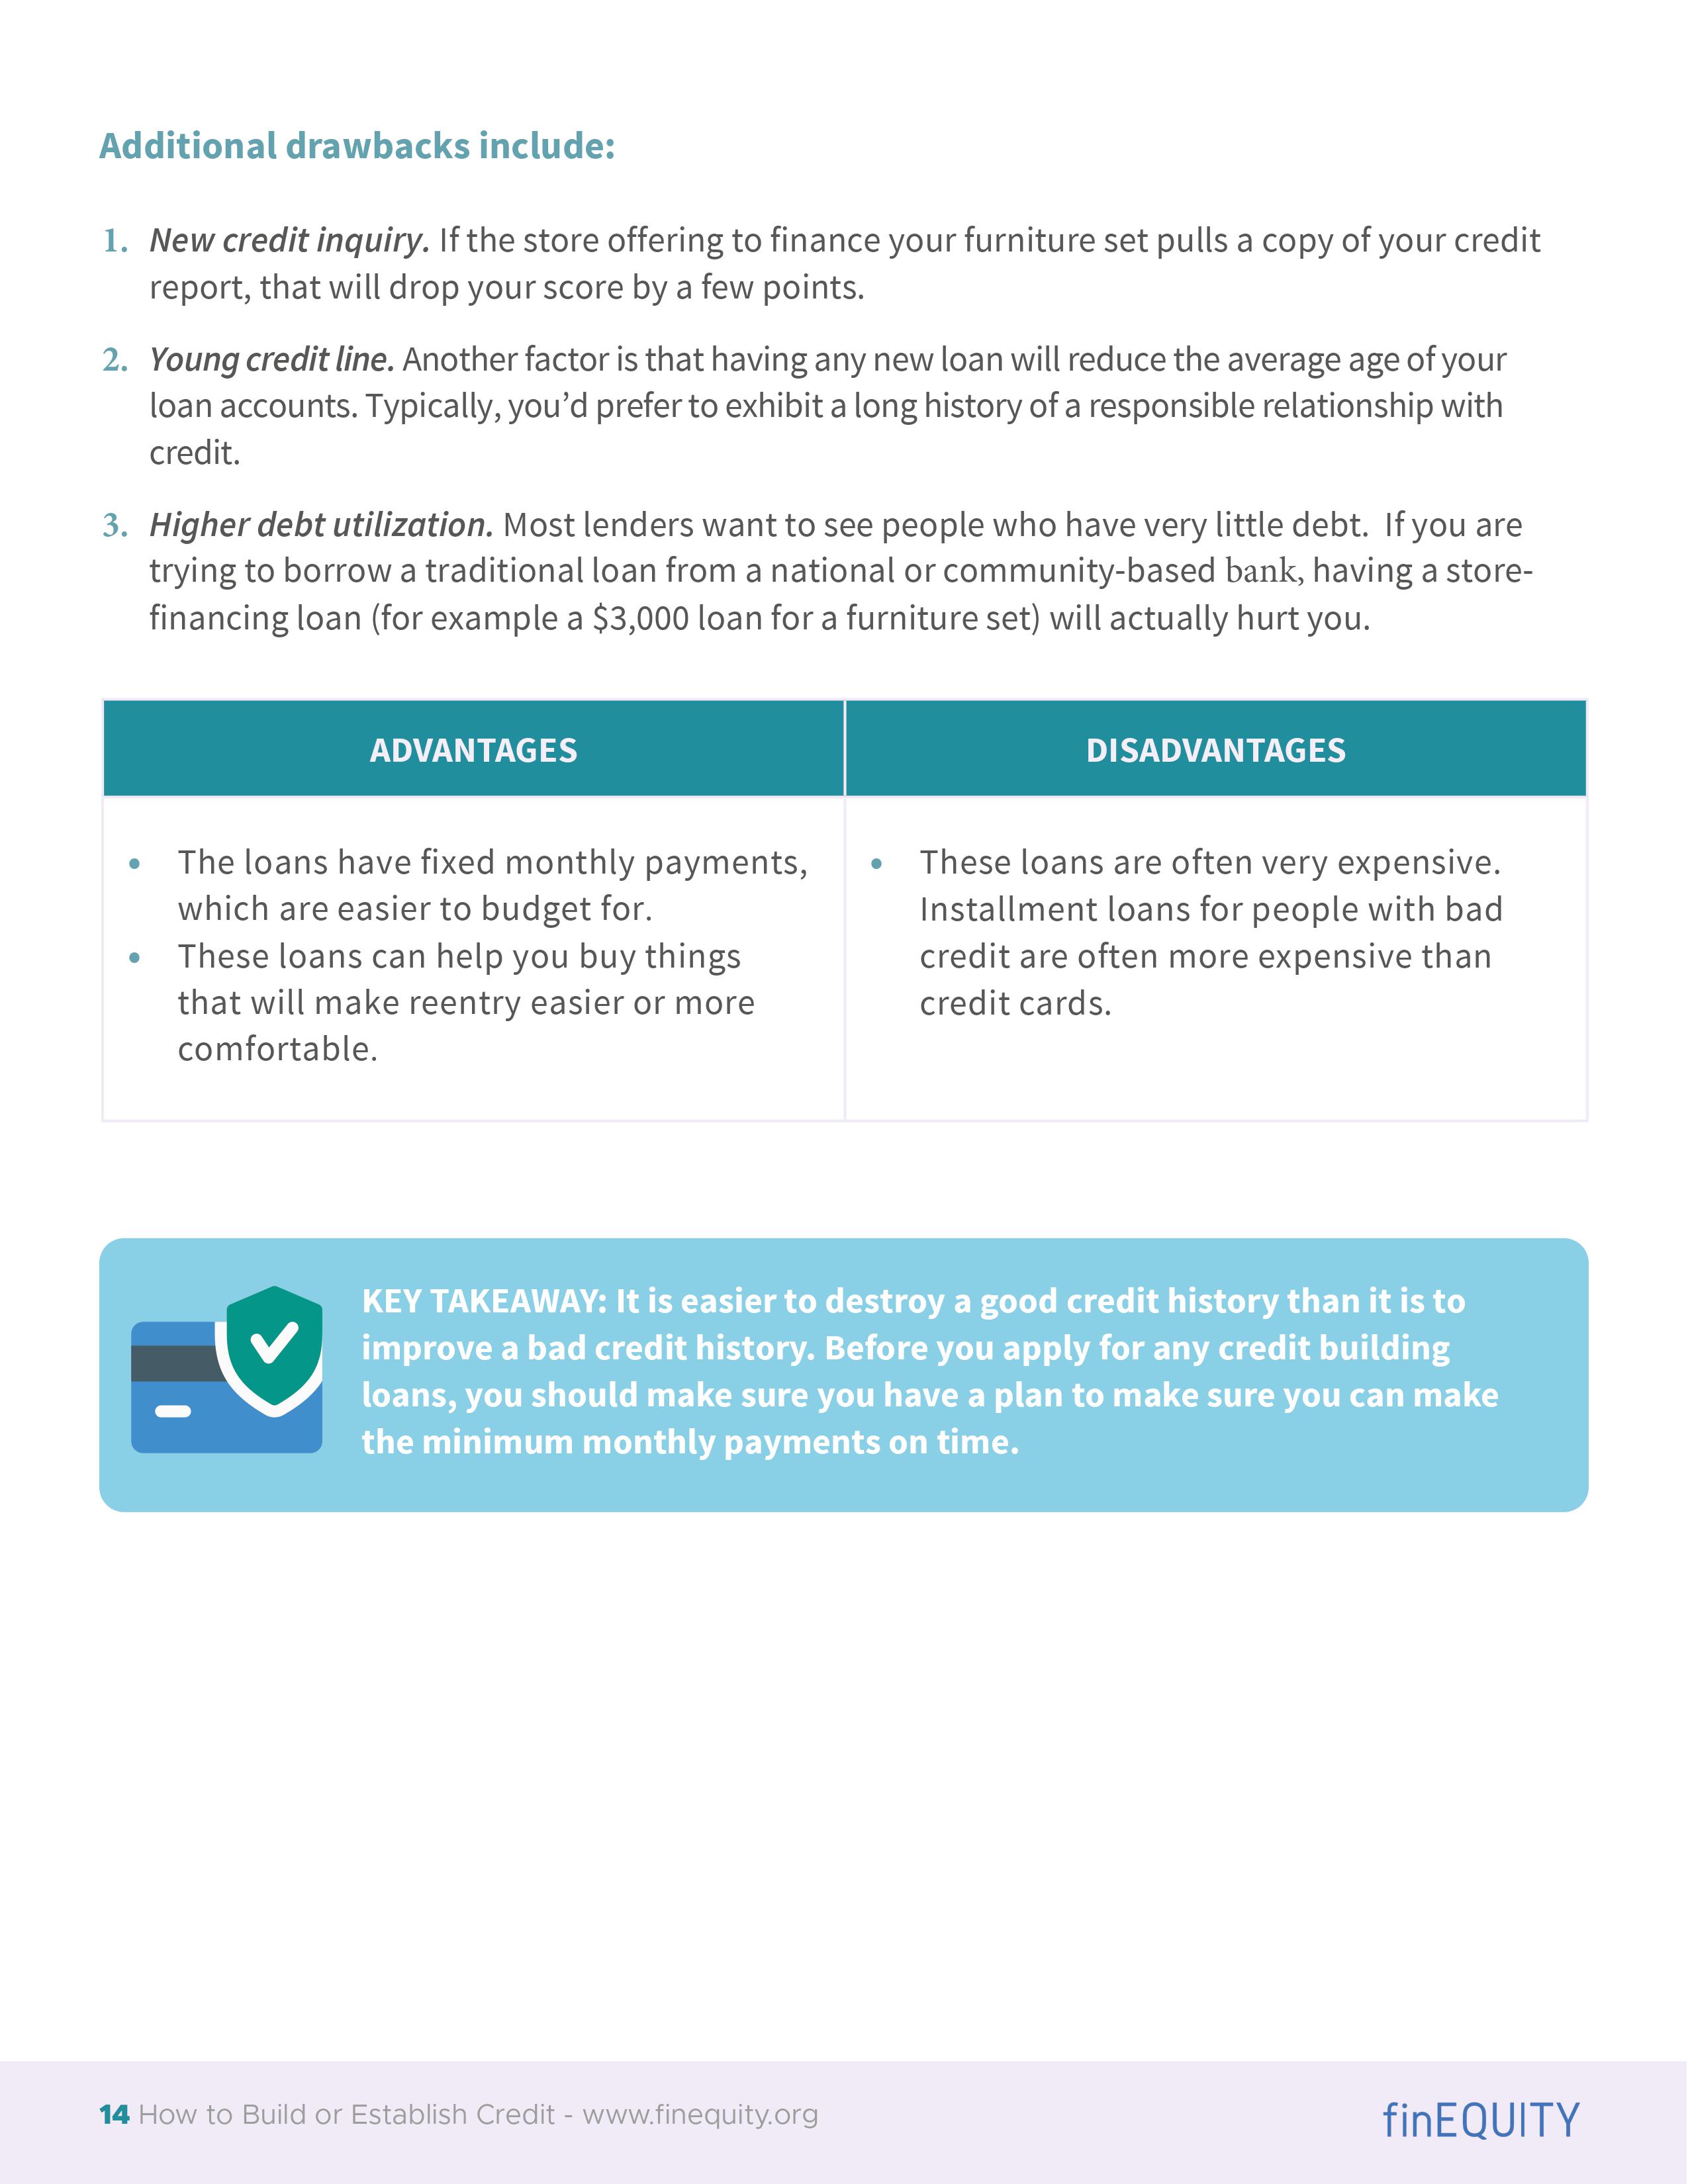 Additional drawbacks include:
1. New credit inquiry. If the store offering to finance your furniture set pulls a copy of your credit
report, that will drop your score by a few points.
2. Young credit line. Another factor is that having any new loan will reduce the average age of your
loan accounts. Typically, you’d prefer to exhibit a long history of a responsible relationship with
credit.
3. Higher debt utilization. Most lenders want to see people who have very little debt.  If you are
trying to borrow a traditional loan from a national or community-based bank, having a store-
financing loan (for example a $3,000 loan for a furniture set) will actually hurt you.
ADVANTAGES
• The loans have fixed monthly payments,
which are easier to budget for.
• These loans can help you buy things
that will make reentry easier or more
comfortable.
DISADVANTAGES
• These loans are often very expensive.
Installment loans for people with bad
credit are often more expensive than
credit cards.
KEY TAKEAWAY: It is easier to destroy a good credit history than it is to
improve a bad credit history. Before you apply for any credit building
loans, you should make sure you have a plan to make sure you can make
the minimum monthly payments on time.
14 How to Build or Establish Credit - www.finequity.org
finEQUITY